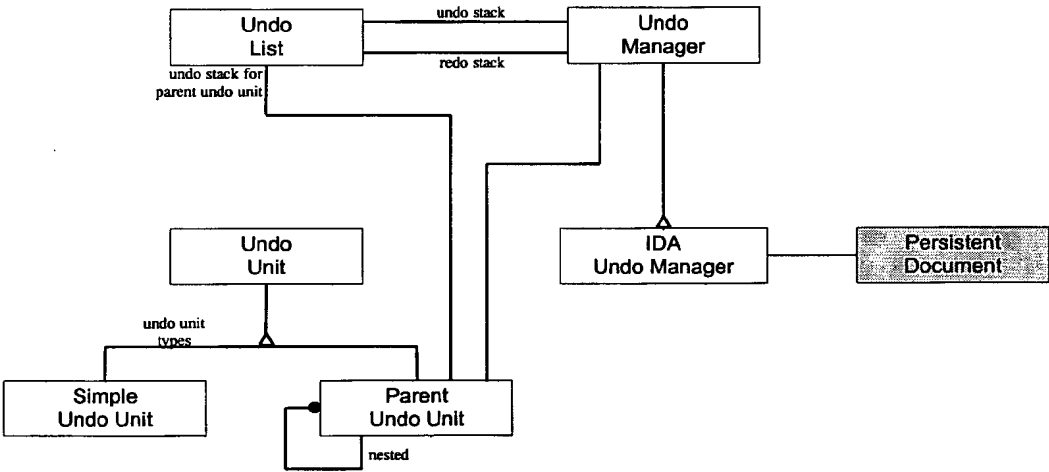 undo stack
Undo
List
Undo
Manager
redo stack
undo stack for
parent undo unit
Undo
Unit
IDA
Undo Manager
Persistent
Document
undo unit
types
Simple
Undo Unit
Parent
Undo Unit
nested